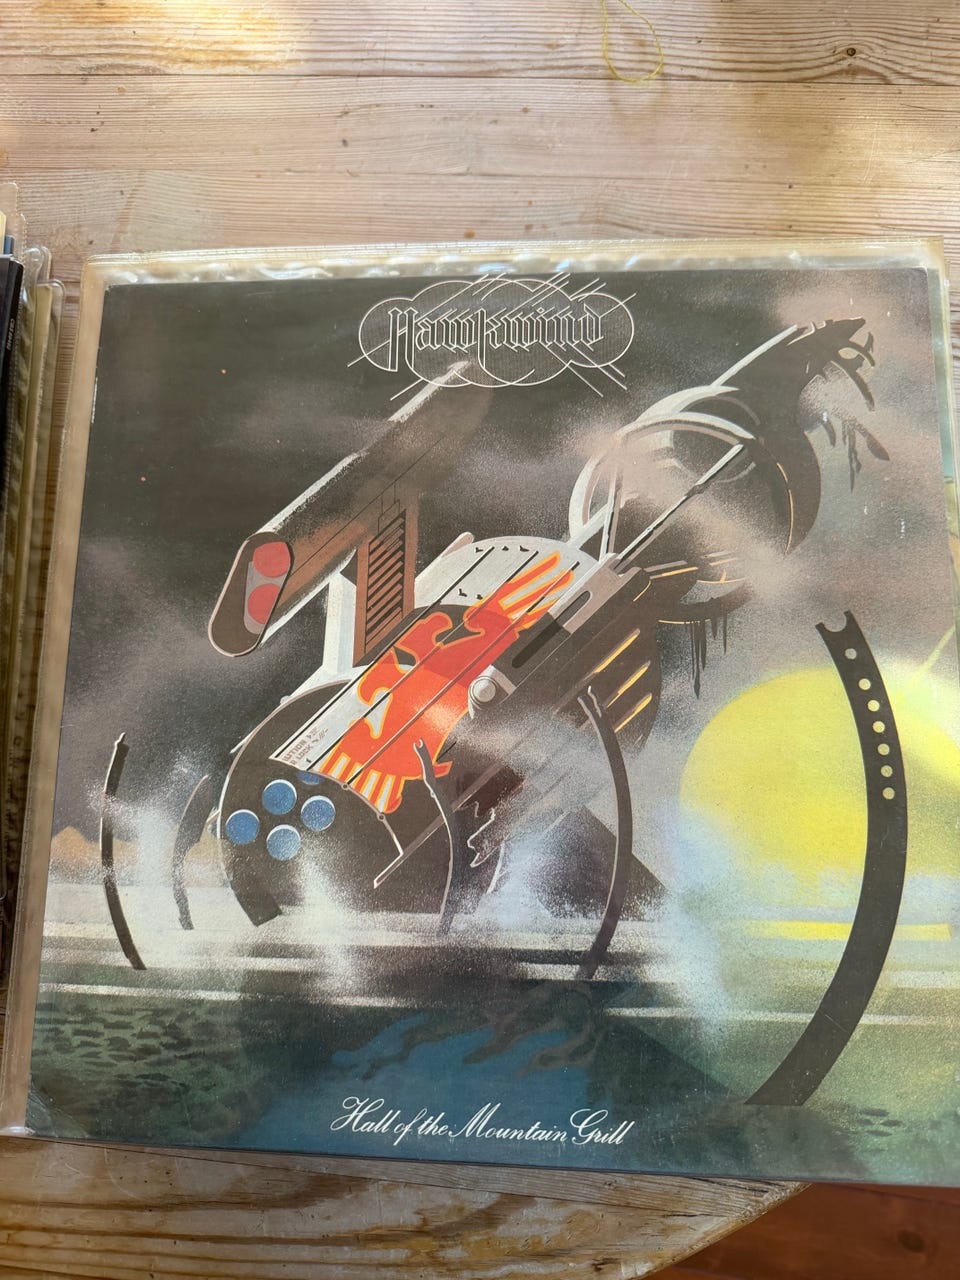 Hawkwind
Hall of the Mountain Grill